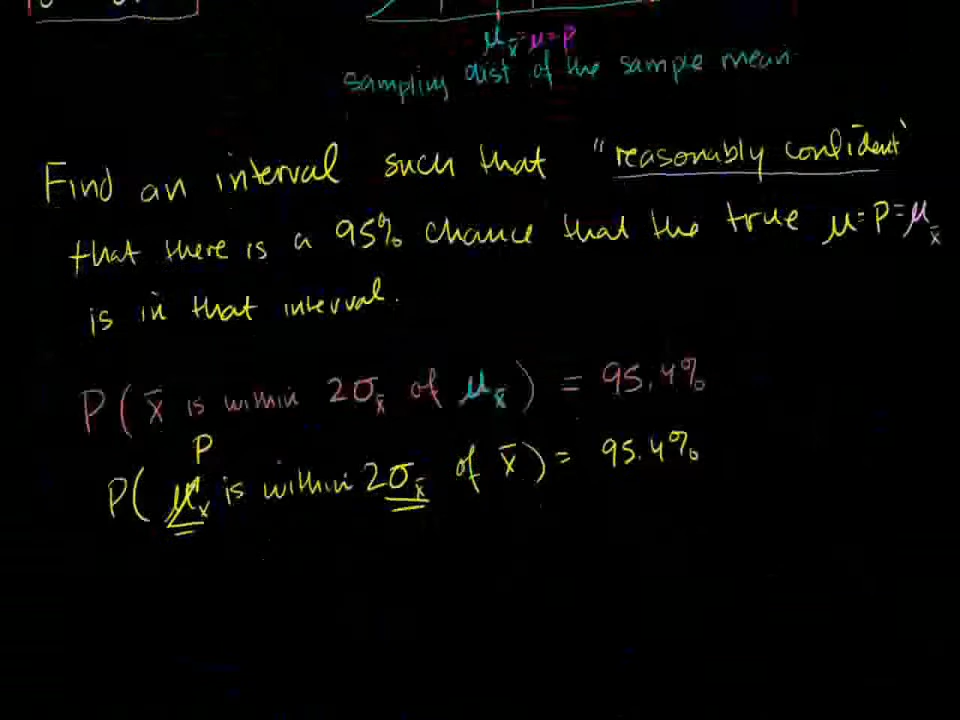 μx̄ = μ = P
sampling dist of the sample mean
Find an interval such that "reasonably confident"
that there is a 95% chance that the true μ = P = μx̄
is in that interval.
P( x̄ is within 2σx̄ of μx̄ ) = 95.4%
P
P( μx̄ is within 2σx̄ of x̄ ) = 95.4%